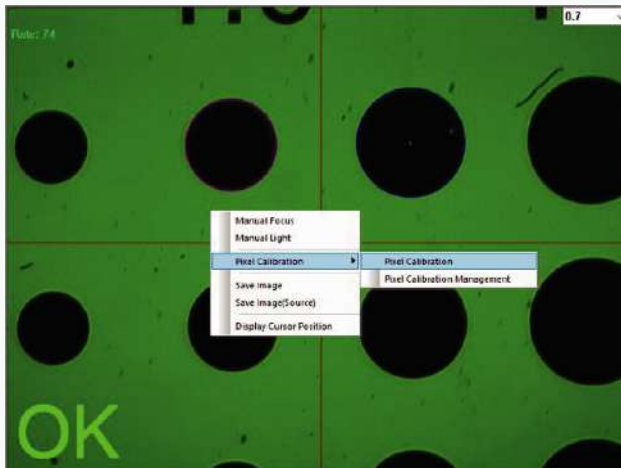 0.7
Rate: 74
Manual Focus
Manual Light
Pixel Calibration
Pixel Calibration
Pixel Calibration Management
Save Image
Save Image(Source)
Display Cursor Position
OK